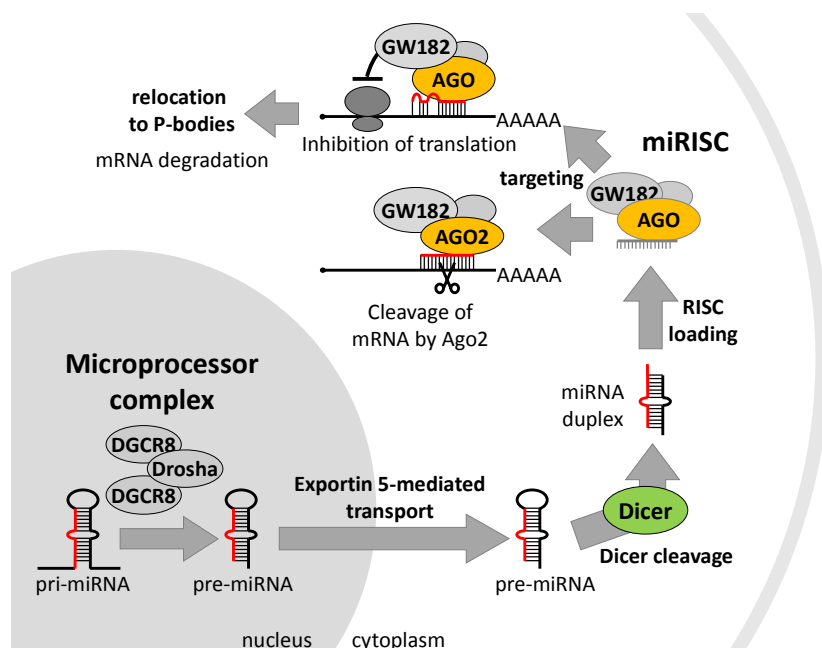 GW182
AGO
relocation
to P-bodies
mRNA degradation
AAAAA
Inhibition of translation
miRISC
targeting
GW182
AGO
GW182
AGO2
AAAAA
Cleavage of
mRNA by Ago2
RISC
loading
Microprocessor
complex
miRNA
duplex
DGCR8
Drosha
DGCR8
Exportin 5-mediated
transport
Dicer
Dicer cleavage
pri-miRNA
pre-miRNA
pre-miRNA
nucleus
cytoplasm